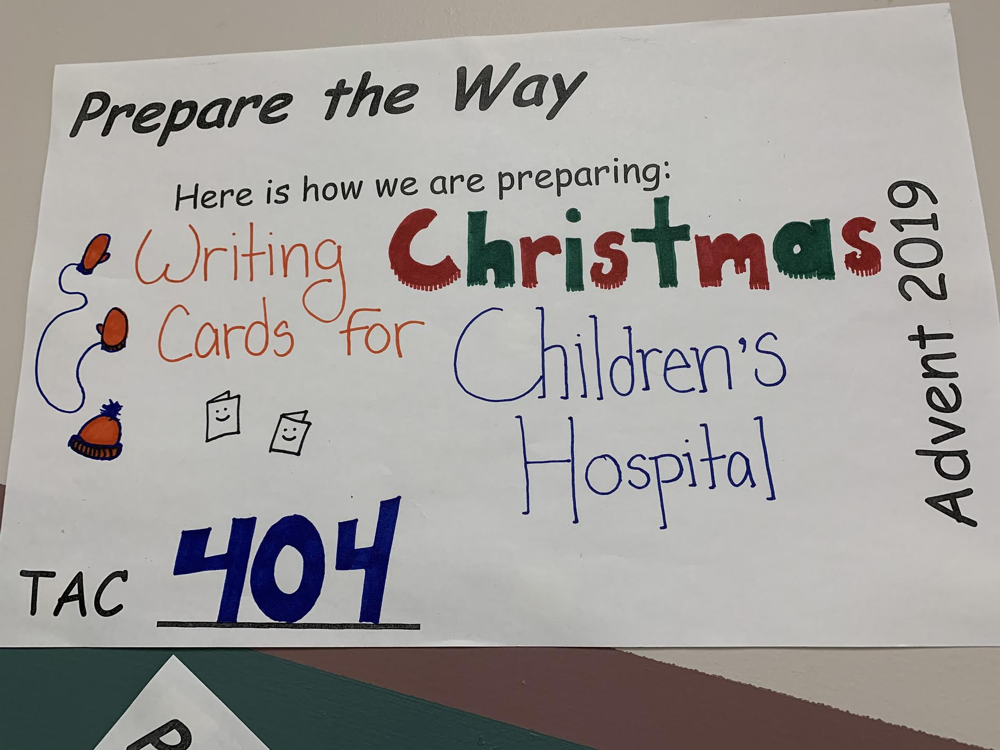 Prepare the Way
Here is how we are preparing:
Writing Christmas
Cards for Children's
Hospital
TAC 404
Advent 2019
P